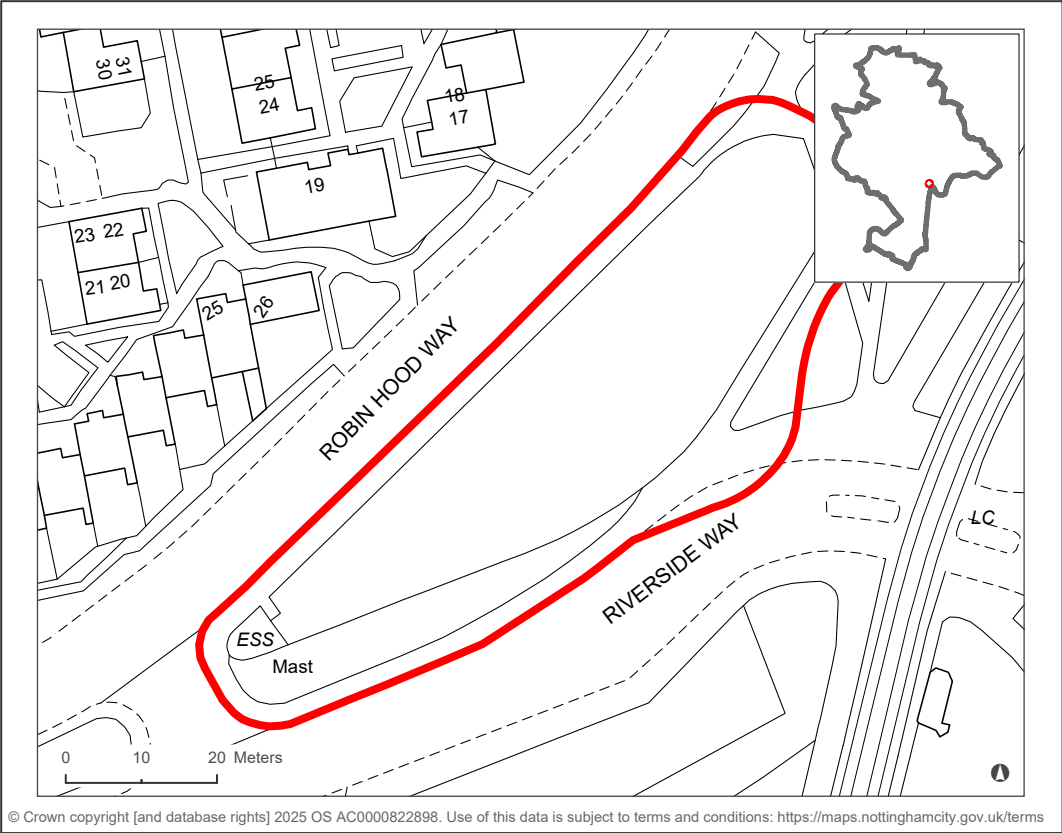 31
30
25
24
18
17
19
23 22
21 20
25
26
ROBIN HOOD WAY
LC
RIVERSIDE WAY
ESS
Mast
0 10 20 Meters
© Crown copyright [and database rights] 2025 OS AC0000822898. Use of this data is subject to terms and conditions: https://maps.nottinghamcity.gov.uk/terms